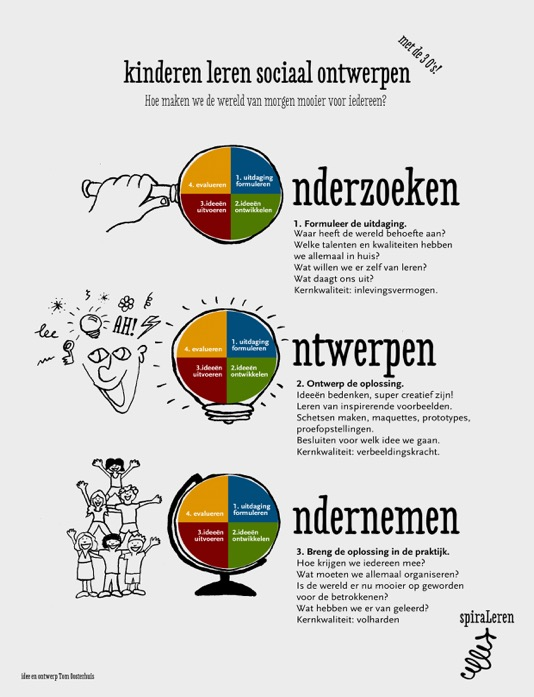 met de 3 O's!
kinderen leren sociaal ontwerpen
Hoe maken we de wereld van morgen mooier voor iedereen?
4. evalueren
1. uitdaging
formuleren
3.ideeën
uitvoeren
2.ideeën
ontwikkelen
nderzoeken
1. Formuleer de uitdaging.
Waar heeft de wereld behoefte aan?
Welke talenten en kwaliteiten hebben
we allemaal in huis?
Wat willen we er zelf van leren?
Wat daagt ons uit?
Kernkwaliteit: inlevingsvermogen.
AH!
4. evalueren
1. uitdaging
formuleren
3.ideeën
uitvoeren
2.ideeën
ontwikkelen
ntwerpen
2. Ontwerp de oplossing.
Ideeën bedenken, super creatief zijn!
Leren van inspirerende voorbeelden.
Schetsen maken, maquettes, prototypes,
proefopstellingen.
Besluiten voor welk idee we gaan.
Kernkwaliteit: verbeeldingskracht.
4. evalueren
1. uitdaging
formuleren
3.ideeën
uitvoeren
2.ideeën
ontwikkelen
ndernemen
3. Breng de oplossing in de praktijk.
Hoe krijgen we iedereen mee?
Wat moeten we allemaal organiseren?
Is de wereld er nu mooier op geworden
voor de betrokkenen?
Wat hebben we er van geleerd?
Kernkwaliteit: volharden
spiraLeren
idee en ontwerp Tom Oosterhuis